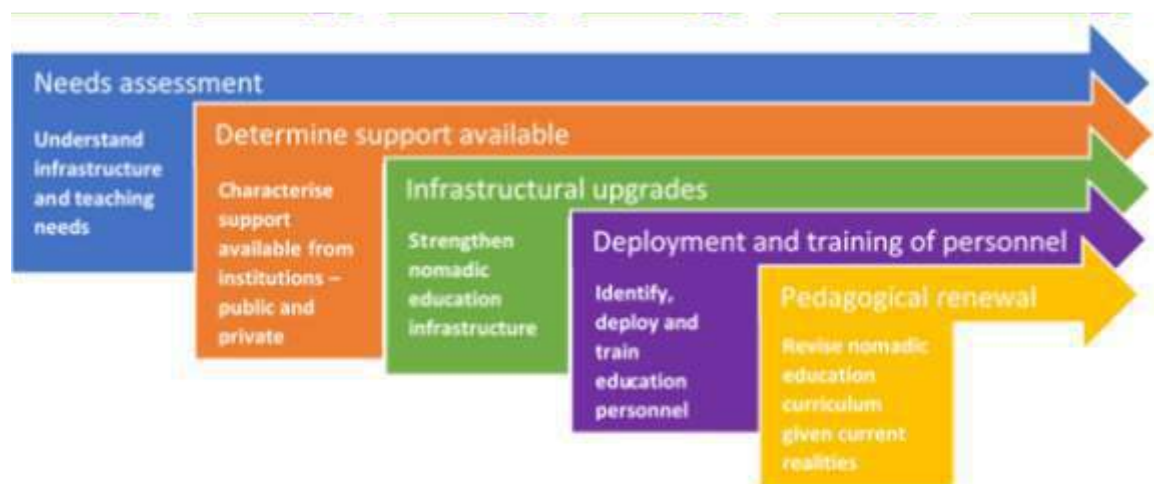 Needs assessment
Understand
infrastructure
and teaching
needs
Determine support available
Characterise
support
available from
institutions –
public and
private
Infrastructural upgrades
Strengthen
nomadic
education
infrastructure
Deployment and training of personnel
Identify,
deploy and
train
education
personnel
Pedagogical renewal
Revise nomadic
education
curriculum
given current
realities